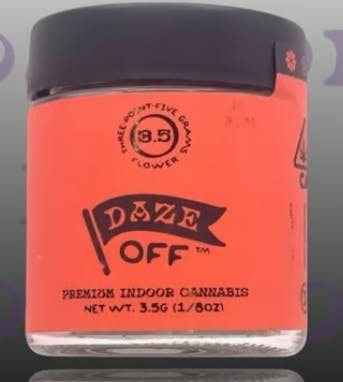 THREE-POINT-FIVE GRAMS
3.5
FLOWER
DAZE
OFF™
PREMIUM INDOOR CANNABIS
NET WT. 3.5G (1/8OZ)